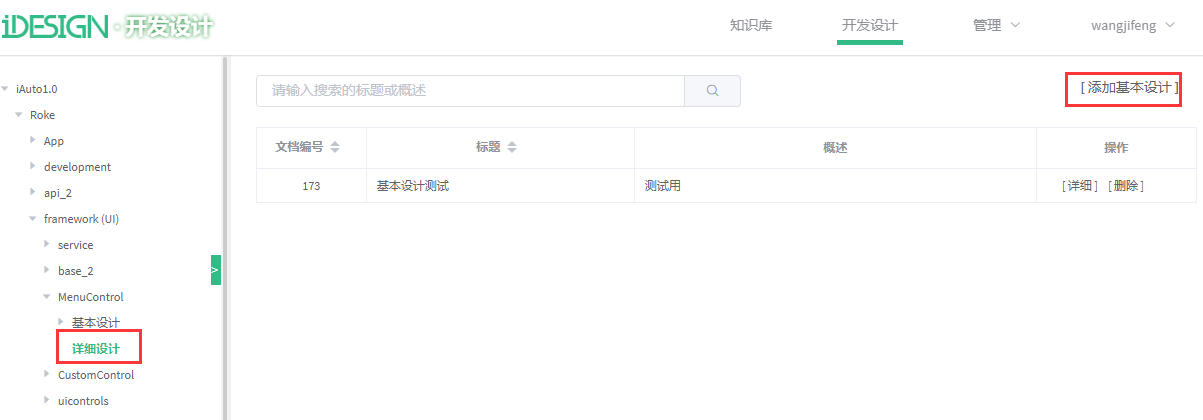 iDESIGN · 开发设计
知识库 开发设计 管理 wangjifeng
iAuto1.0
Roke
App
development
api_2
framework (UI)
service
base_2
MenuControl
基本设计
详细设计
CustomControl
uicontrols
>
请输入搜索的标题或概述
[ 添加基本设计 ]
文档编号 标题 概述 操作
173 基本设计测试 测试用 [ 详细 ] [ 删除 ]